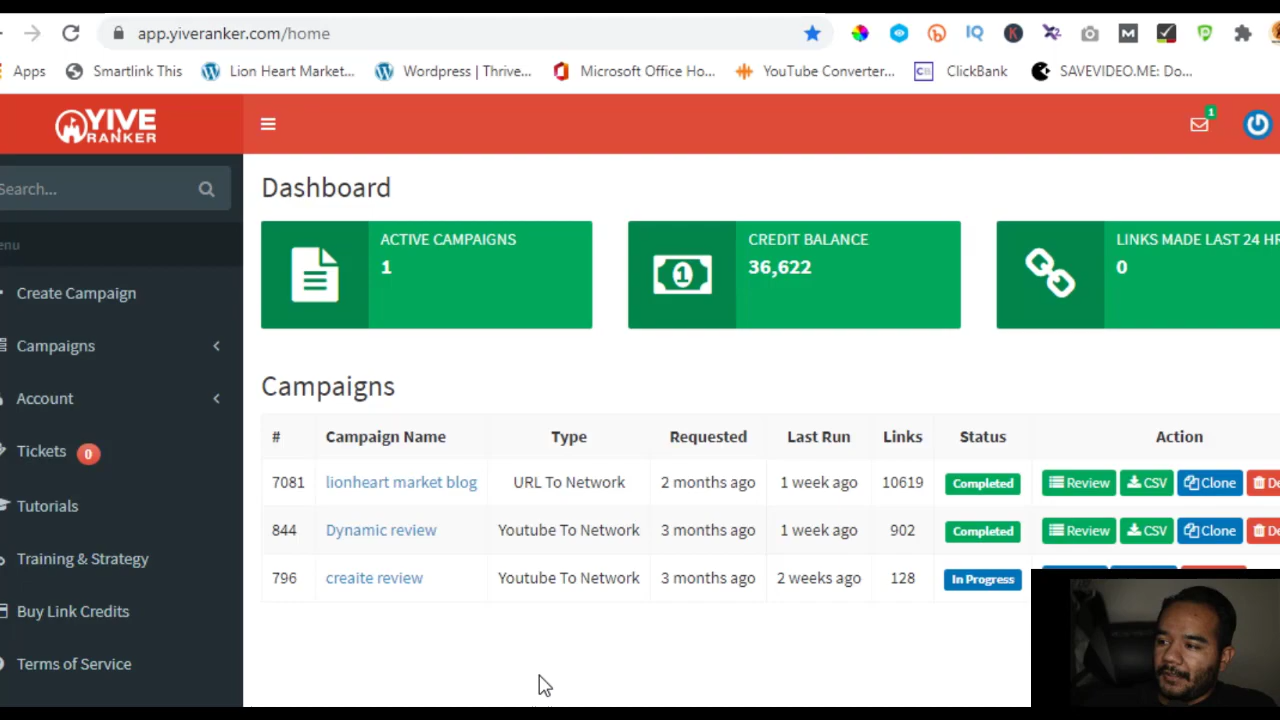 app.yiveranker.com/home
Apps Smartlink This Lion Heart Market... Wordpress | Thrive... Microsoft Office Ho... YouTube Converter... ClickBank SAVEVIDEO.ME: Do...
YIVE
RANKER
1
Search...
enu
Create Campaign
Campaigns
Account
Tickets 0
Tutorials
Training & Strategy
Buy Link Credits
Terms of Service
Dashboard
ACTIVE CAMPAIGNS
1
CREDIT BALANCE
36,622
LINKS MADE LAST 24 HR
0
Campaigns
# Campaign Name Type Requested Last Run Links Status Action
7081 lionheart market blog URL To Network 2 months ago 1 week ago 10619 Completed Review CSV Clone De
844 Dynamic review Youtube To Network 3 months ago 1 week ago 902 Completed Review CSV Clone De
796 creaite review Youtube To Network 3 months ago 2 weeks ago 128 In Progress